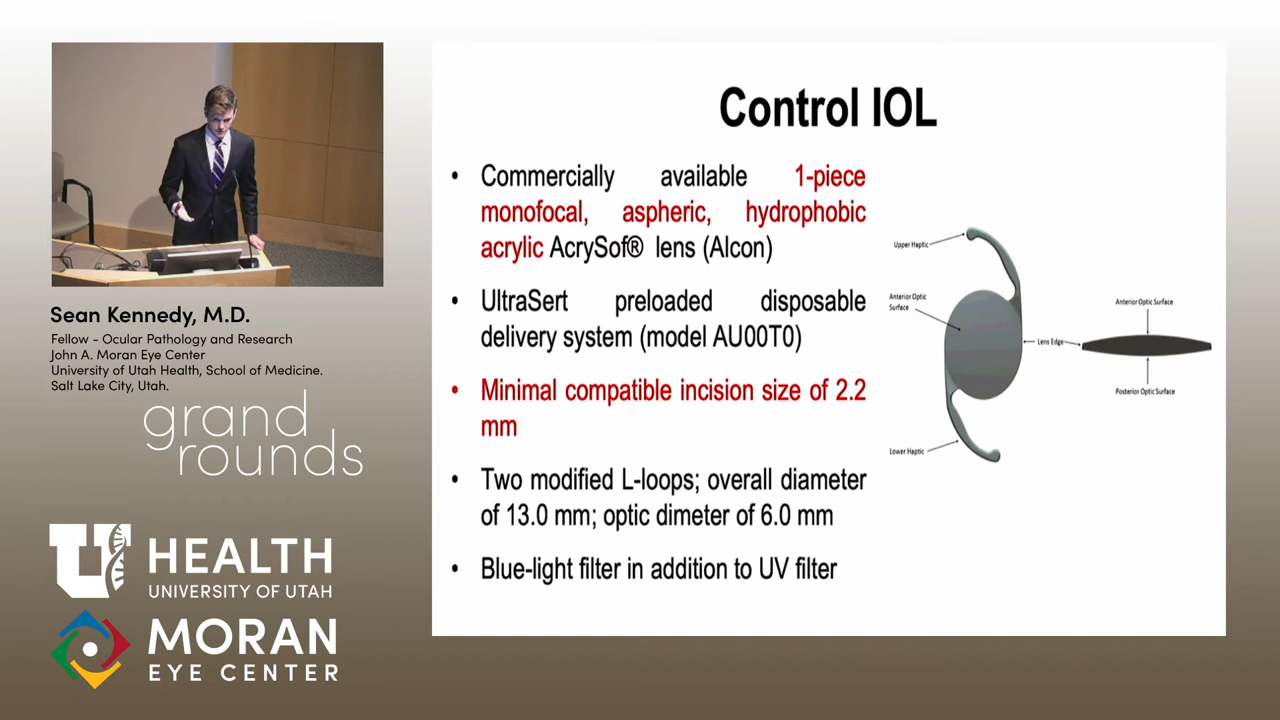 Sean Kennedy, M.D.
Fellow - Ocular Pathology and Research
John A. Moran Eye Center
University of Utah Health, School of Medicine.
Salt Lake City, Utah.
grand
rounds
U HEALTH
UNIVERSITY OF UTAH
MORAN
EYE CENTER
Control IOL
• Commercially available 1-piece
monofocal, aspheric, hydrophobic
acrylic AcrySof® lens (Alcon)
• UltraSert preloaded disposable
delivery system (model AU00T0)
• Minimal compatible incision size of 2.2
mm
• Two modified L-loops; overall diameter
of 13.0 mm; optic dimeter of 6.0 mm
• Blue-light filter in addition to UV filter
Upper Haptic
Anterior Optic
Surface
Lens Edge
Lower Haptic
Anterior Optic Surface
Posterior Optic Surface